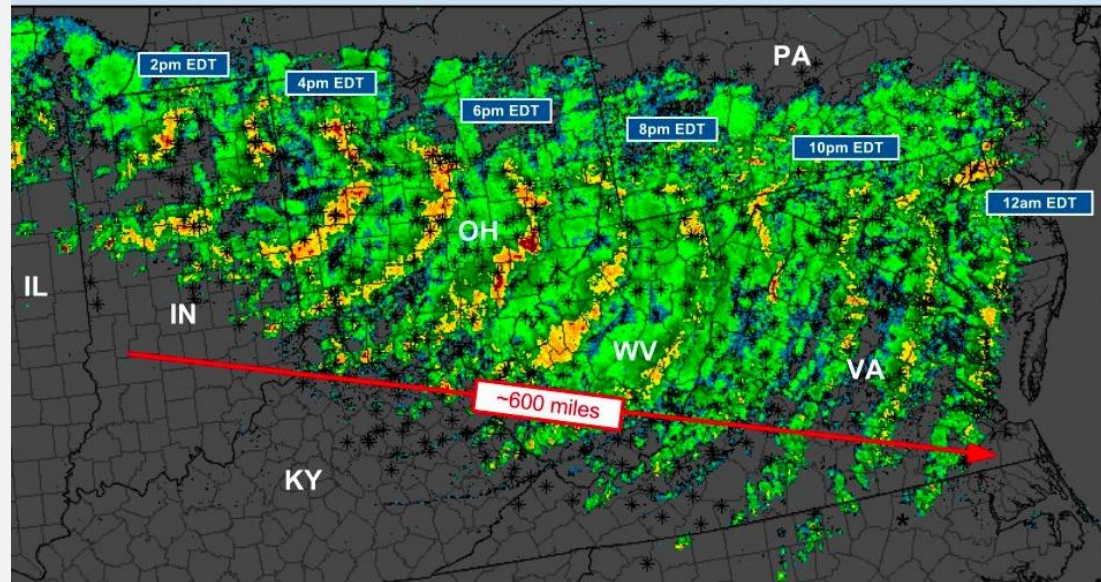 2pm EDT
4pm EDT
6pm EDT
8pm EDT
10pm EDT
12am EDT
PA
OH
IL
IN
WV
VA
~600 miles
KY